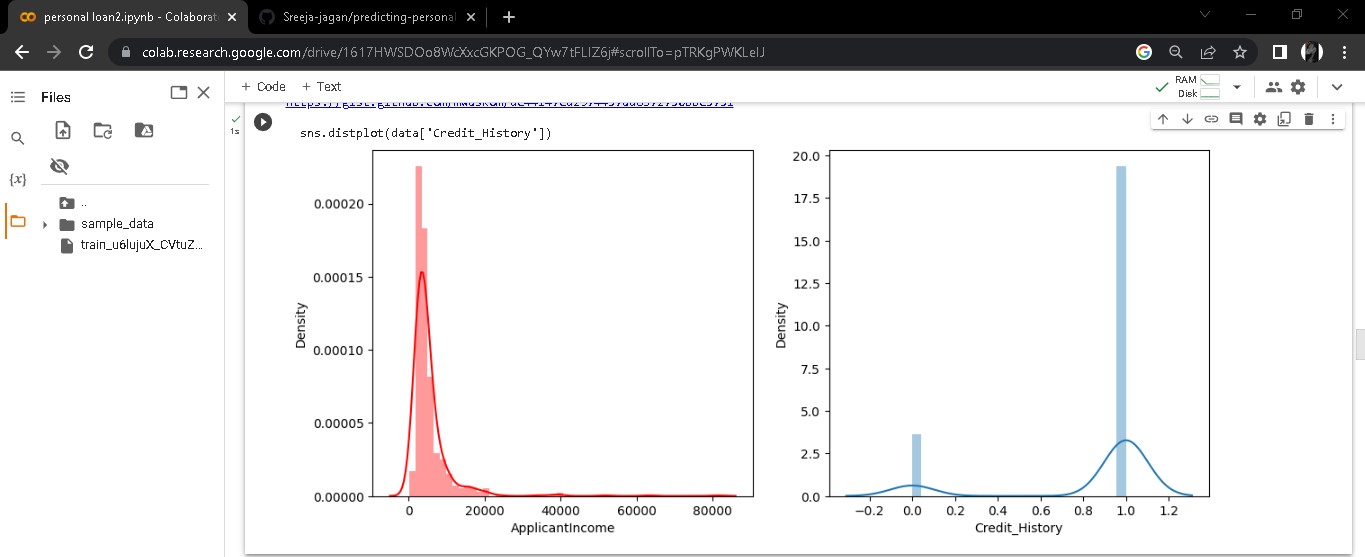 personal loan2.ipynb - Colaborat
Sreeja-jagan/predicting-personal
colab.research.google.com/drive/1617HWSDOo8WcXxcGKPOG_QYw7tFLIZ6j#scrollTo=pTRKgPWKLelJ
Files
+ Code + Text
RAM
Disk
{x}
..
sample_data
train_u6lujuX_CVtuZ...
1s
sns.distplot(data['Credit_History'])
0.00020
0.00015
0.00010
0.00005
0.00000
Density
0 20000 40000 60000 80000
ApplicantIncome
20.0
17.5
15.0
12.5
10.0
7.5
5.0
2.5
0.0
Density
−0.2 0.0 0.2 0.4 0.6 0.8 1.0 1.2
Credit_History